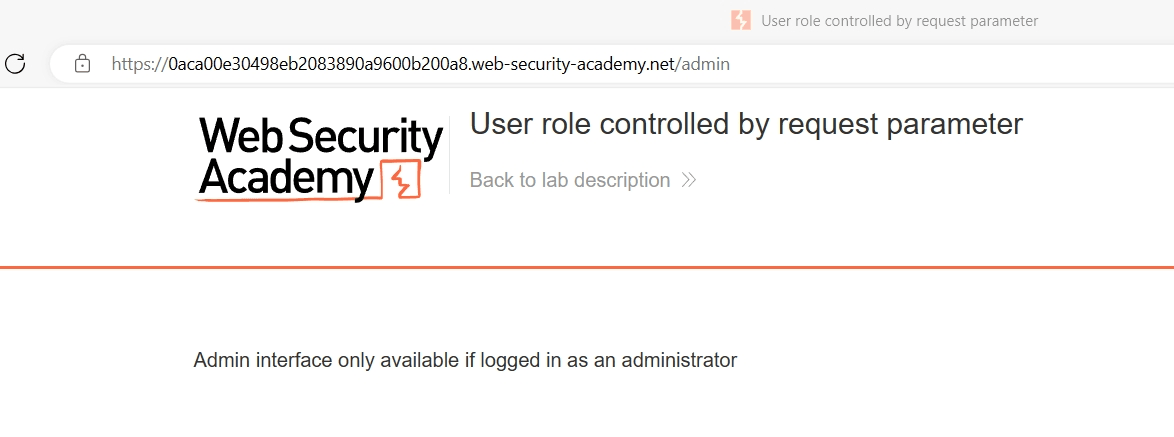 User role controlled by request parameter
https://0aca00e30498eb2083890a9600b200a8.web-security-academy.net/admin
Web Security
Academy
User role controlled by request parameter
Back to lab description
Admin interface only available if logged in as an administrator